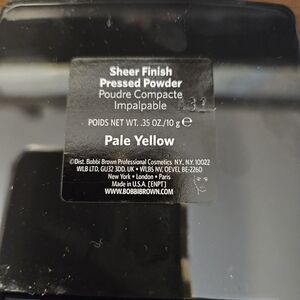 Sheer Finish
Pressed Powder
Poudre Compacte
Impalpable
POIDS NET WT. .35 OZ./10 g ℮
Pale Yellow
©Dist. Bobbi Brown Professional Cosmetics NY, N.Y. 10022
WLB LTD, GU32 3DD, UK • WLBS NV, OEVEL BE-2260
New York • London • Paris
Made in U.S.A. [ENPT]
WWW.BOBBIBROWN.COM